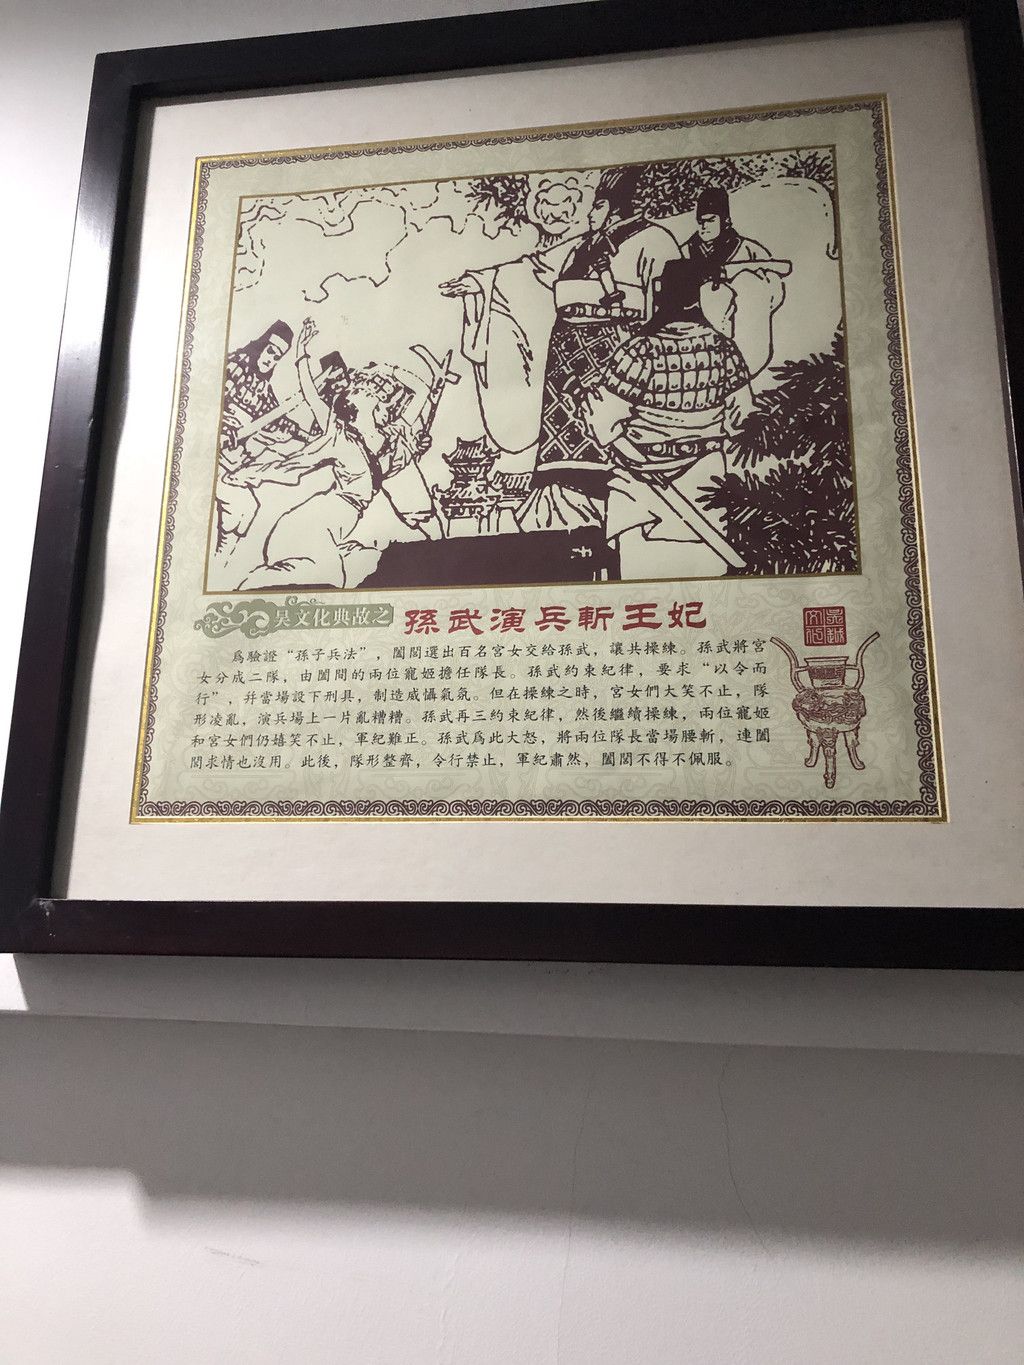 吴文化典故之 孫武演兵斬王妃
吴越文化
爲驗證“孫子兵法”，闔閭選出百名宮女交給孫武，讓其操練。孫武將宮
女分成二隊，由闔閭的兩位寵姬擔任隊長。孫武約束紀律，要求“以令而
行”，幷當場設下刑具，制造威懾氣氛。但在操練之時，宮女們大笑不止，隊
形凌亂，演兵場上一片亂糟糟。孫武再三約束紀律，然後繼續操練，兩位寵姬
和宮女們仍嬉笑不止，軍紀難正。孫武爲此大怒，將兩位隊長當場腰斬，連闔
閭求情也沒用。此後，隊形整齊，令行禁止，軍紀肅然，闔閭不得不佩服。